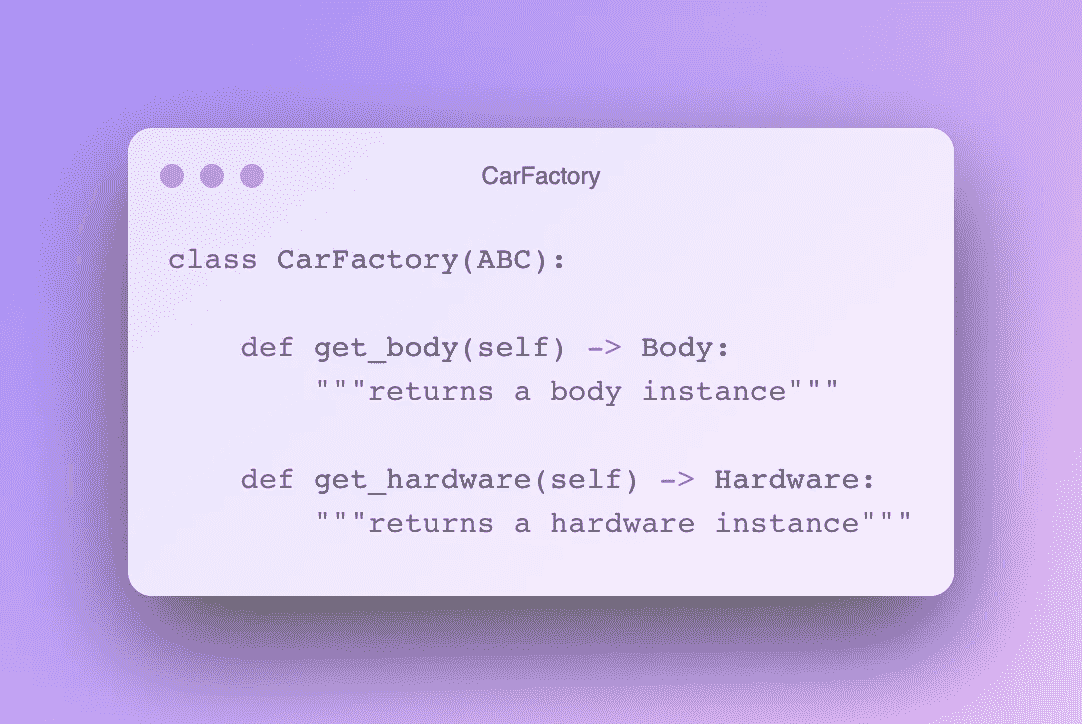 CarFactory
class CarFactory(ABC):
def get_body(self) -> Body:
"""returns a body instance"""
def get_hardware(self) -> Hardware:
"""returns a hardware instance"""